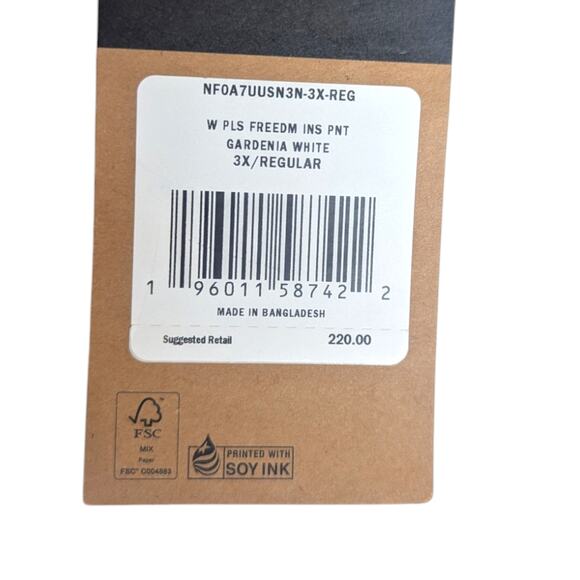 NF0A7UUSN3N-3X-REG
W PLS FREEDM INS PNT
GARDENIA WHITE
3X/REGULAR
1 96011 58742 2
MADE IN BANGLADESH
Suggested Retail 220.00
FSC
MIX
Paper
FSC® C004883
PRINTED WITH
SOY INK